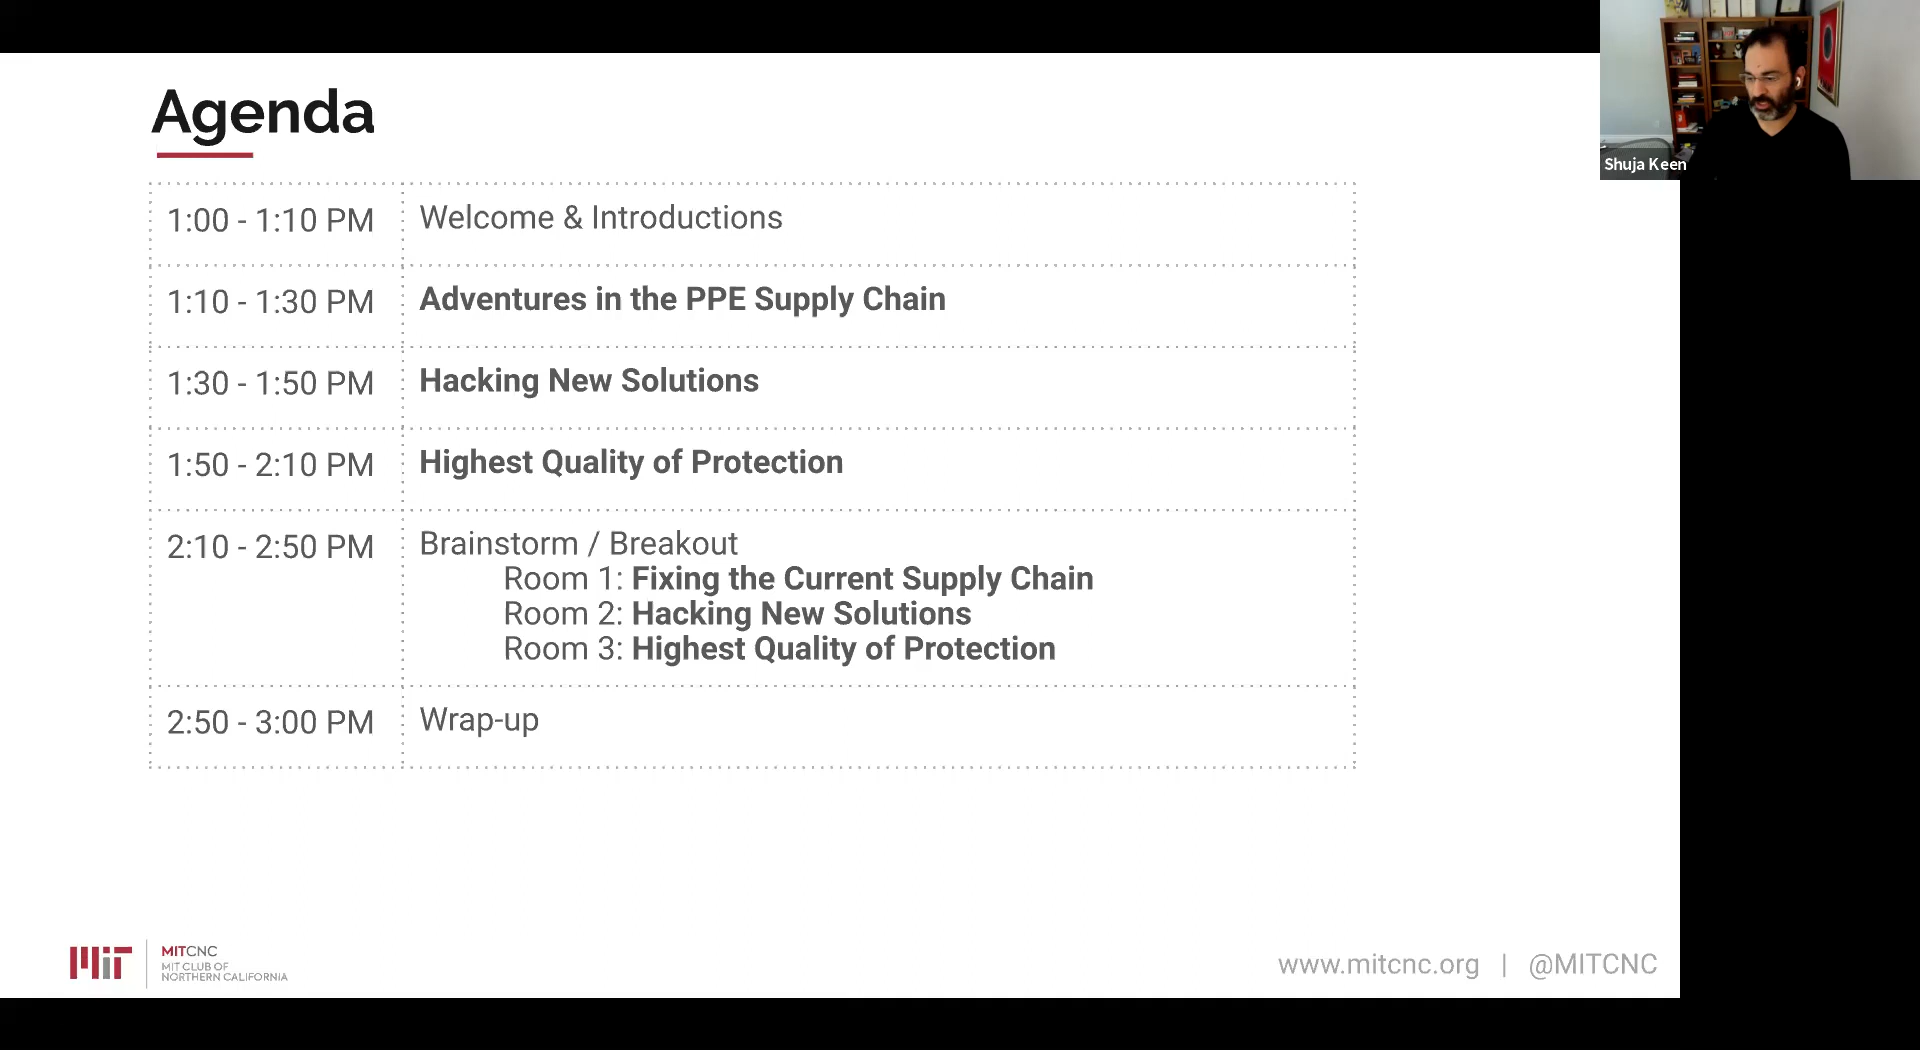 Agenda
1:00 - 1:10 PM Welcome & Introductions
1:10 - 1:30 PM Adventures in the PPE Supply Chain
1:30 - 1:50 PM Hacking New Solutions
1:50 - 2:10 PM Highest Quality of Protection
2:10 - 2:50 PM Brainstorm / Breakout
Room 1: Fixing the Current Supply Chain
Room 2: Hacking New Solutions
Room 3: Highest Quality of Protection
2:50 - 3:00 PM Wrap-up
Shuja Keen
MIT
MITCNC
MIT CLUB OF
NORTHERN CALIFORNIA
www.mitcnc.org | @MITCNC